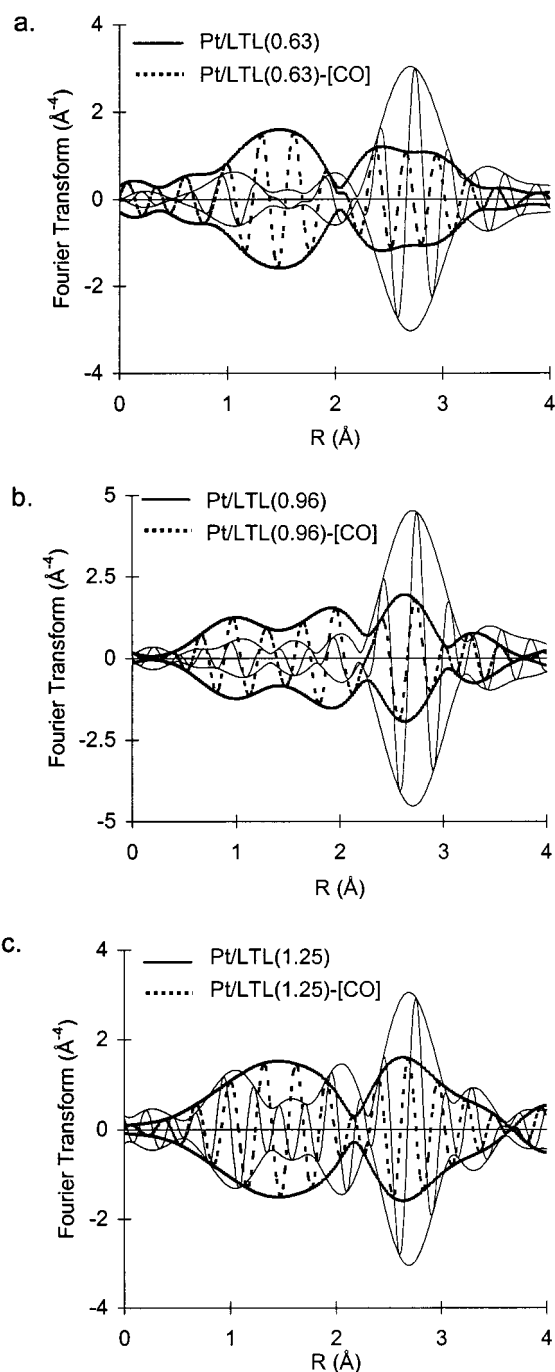 a.
Pt/LTL(0.63)
Pt/LTL(0.63)-[CO]
Fourier Transform (Å-4)
4
2
0
-2
-4
0 1 2 3 4
R (Å)
b.
Pt/LTL(0.96)
Pt/LTL(0.96)-[CO]
Fourier Transform (Å-4)
5
2.5
0
-2.5
-5
0 1 2 3 4
R (Å)
c.
Pt/LTL(1.25)
Pt/LTL(1.25)-[CO]
Fourier Transform (Å-4)
4
2
0
-2
-4
0 1 2 3 4
R (Å)